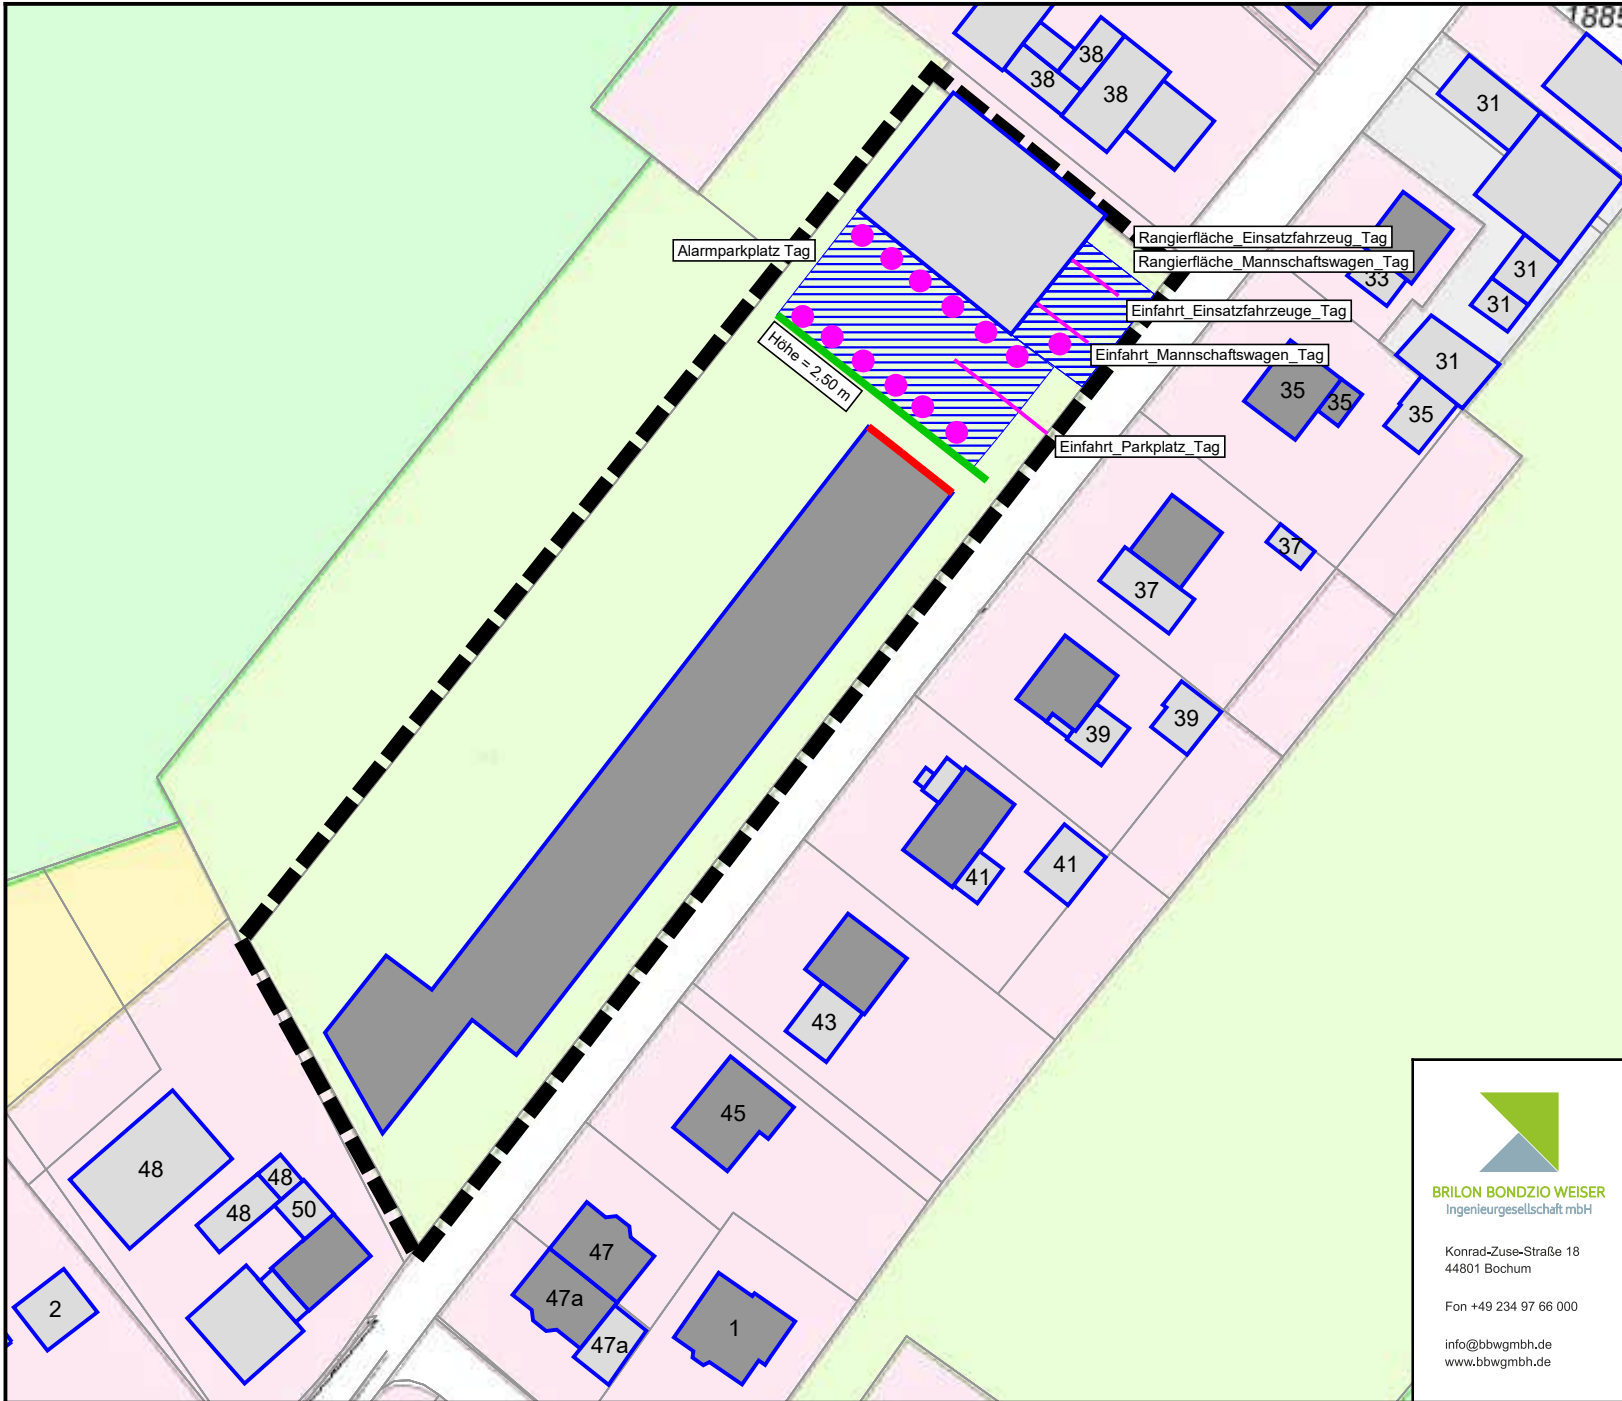 1885
38
38
38
31
Alarmparkplatz Tag
Rangierfläche_Einsatzfahrzeug_Tag
Rangierfläche_Mannschaftswagen_Tag
33
31
31
Einfahrt_Einsatzfahrzeuge_Tag
Höhe = 2,50 m
Einfahrt_Mannschaftswagen_Tag
31
35
35
35
Einfahrt_Parkplatz_Tag
37
37
39
39
41
41
43
45
48
48
48
50
47
47a
47a
1
2
BRILON BONDZIO WEISER
Ingenieurgesellschaft mbH
Konrad-Zuse-Straße 18
44801 Bochum
Fon +49 234 97 66 000
info@bbwgmbh.de
www.bbwgmbh.de